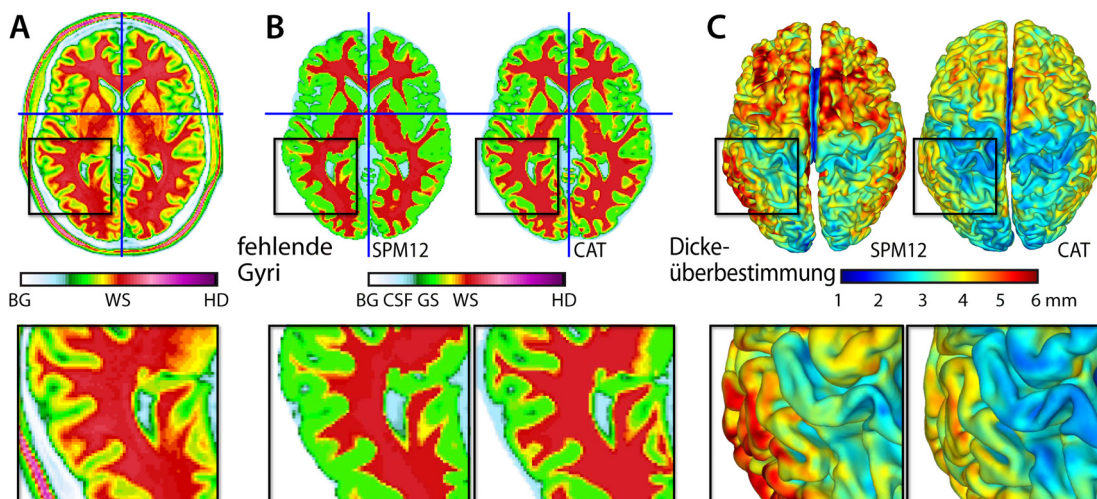 A
B
C
fehlende
Gyri
SPM12
CAT
Dicke-
überbestimmung
SPM12
CAT
BG WS HD
BG CSF GS WS HD
1 2 3 4 5 6 mm